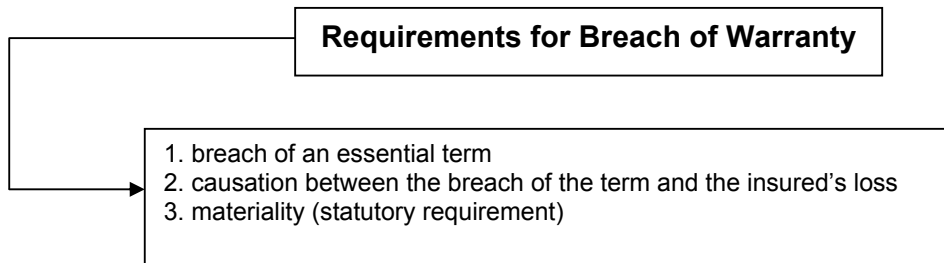 Requirements for Breach of Warranty
1. breach of an essential term
2. causation between the breach of the term and the insured’s loss
3. materiality (statutory requirement)